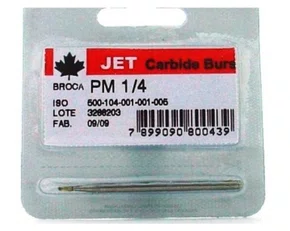 JET Carbide Burs
BROCA PM 1/4
ISO 500-104-001-001-005
LOTE 3268203
FAB. 09/09
7 899090 800439